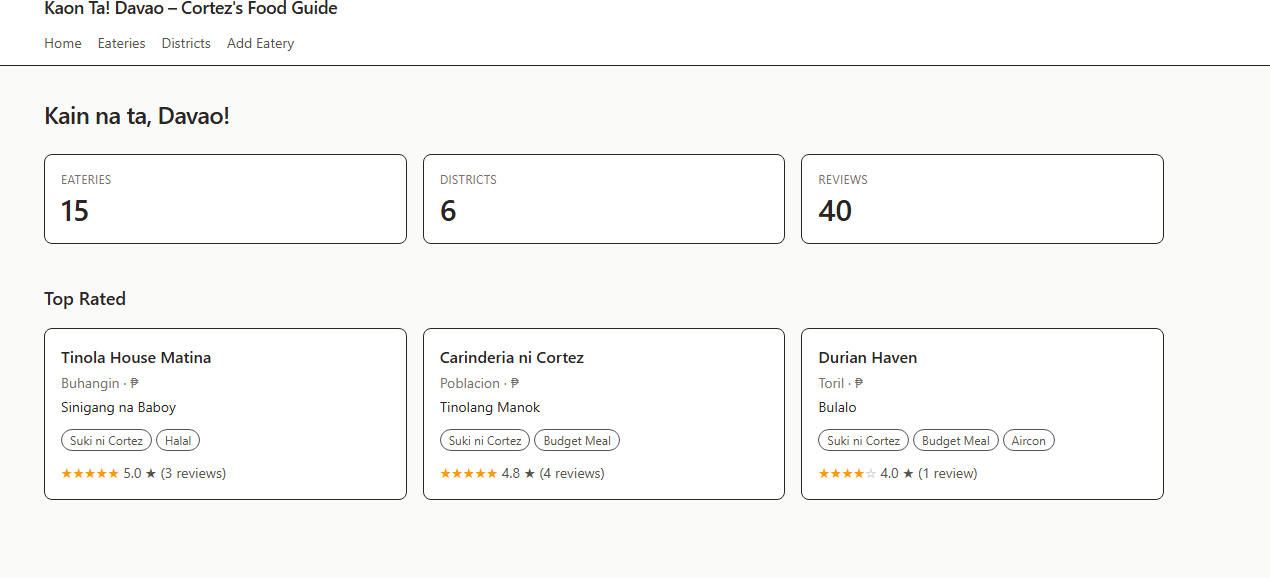 Kaon Ta! Davao – Cortez's Food Guide
Home Eateries Districts Add Eatery
Kain na ta, Davao!
EATERIES
15
DISTRICTS
6
REVIEWS
40
Top Rated
Tinola House Matina
Buhangin · ₱
Sinigang na Baboy
Suki ni Cortez Halal
★★★★★ 5.0 ★ (3 reviews)
Carinderia ni Cortez
Poblacion · ₱
Tinolang Manok
Suki ni Cortez Budget Meal
★★★★★ 4.8 ★ (4 reviews)
Durian Haven
Toril · ₱
Bulalo
Suki ni Cortez Budget Meal Aircon
★★★★☆ 4.0 ★ (1 review)